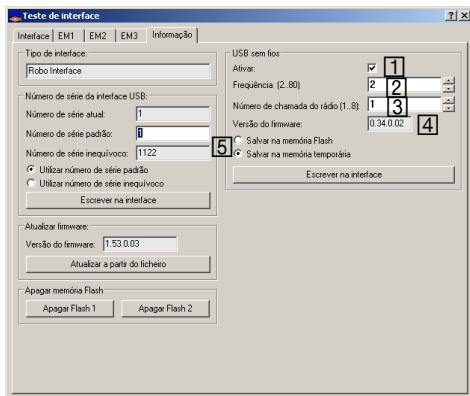 Teste de interface
Interface EM1 EM2 EM3 Informação
Tipo de interface:
Robo Interface
Número de série da interface USB:
Número de série atual: 1
Número de série padrão: 1
Número de série inequívoco: 1122
Utilizar número de série padrão
Utilizar número de série inequívoco
Escrever na interface
Atualizar firmware:
Versão do firmware: 1.53.0.03
Atualizar a partir do ficheiro
Apagar memória Flash
Apagar Flash 1 Apagar Flash 2
USB sem fios
Ativar: 1
Freqüência (2..80) 2 2
Número de chamada do rádio (1..8): 1 3
Versão do firmware: 0.34.0.02 4
5 Salvar na memória Flash
Salvar na memória temporária
Escrever na interface